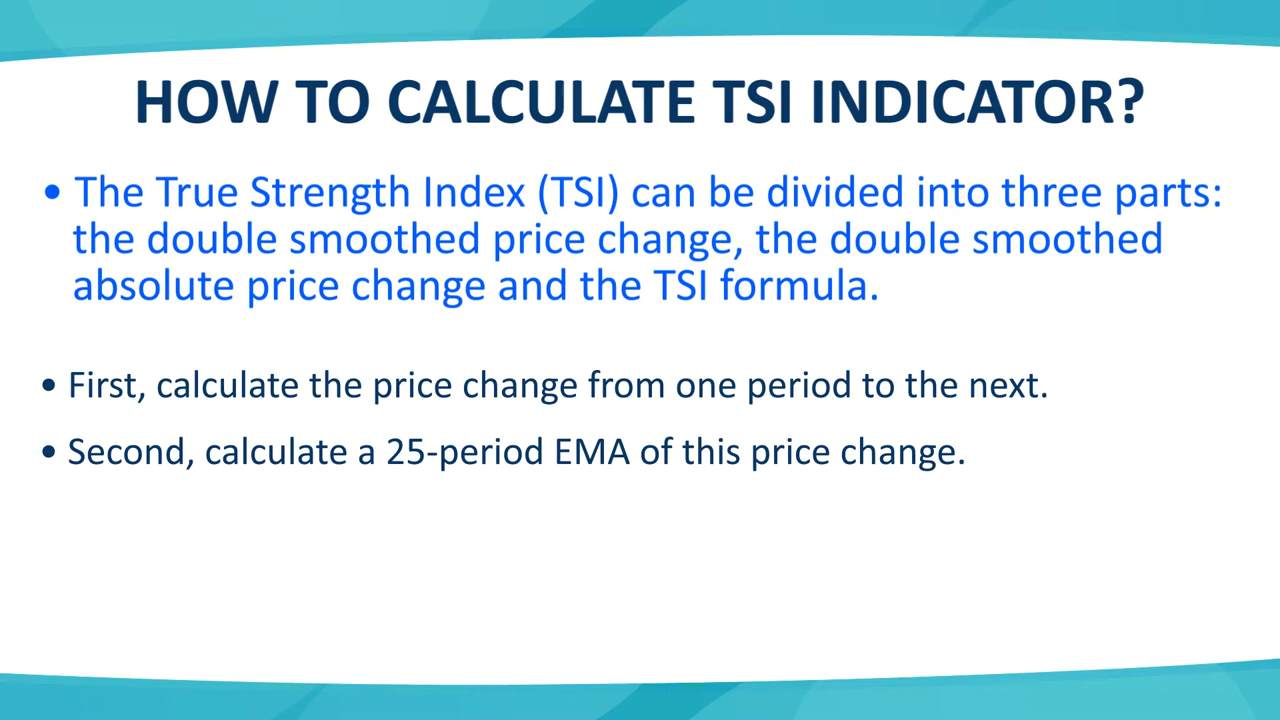 HOW TO CALCULATE TSI INDICATOR?
• The True Strength Index (TSI) can be divided into three parts:
the double smoothed price change, the double smoothed
absolute price change and the TSI formula.
• First, calculate the price change from one period to the next.
• Second, calculate a 25-period EMA of this price change.